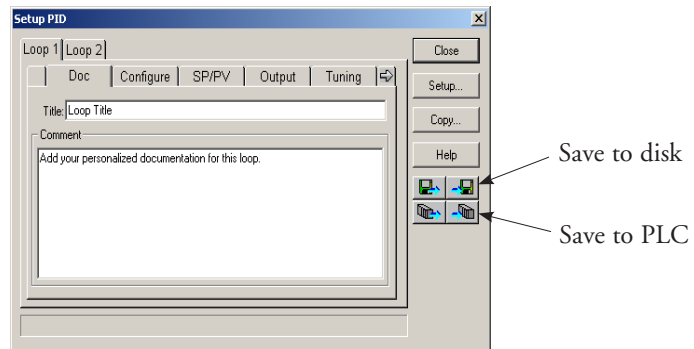 Setup PID
Loop 1 Loop 2
Doc Configure SP/PV Output Tuning
Title: Loop Title
Comment
Add your personalized documentation for this loop.
Close
Setup...
Copy...
Help
Save to disk
Save to PLC